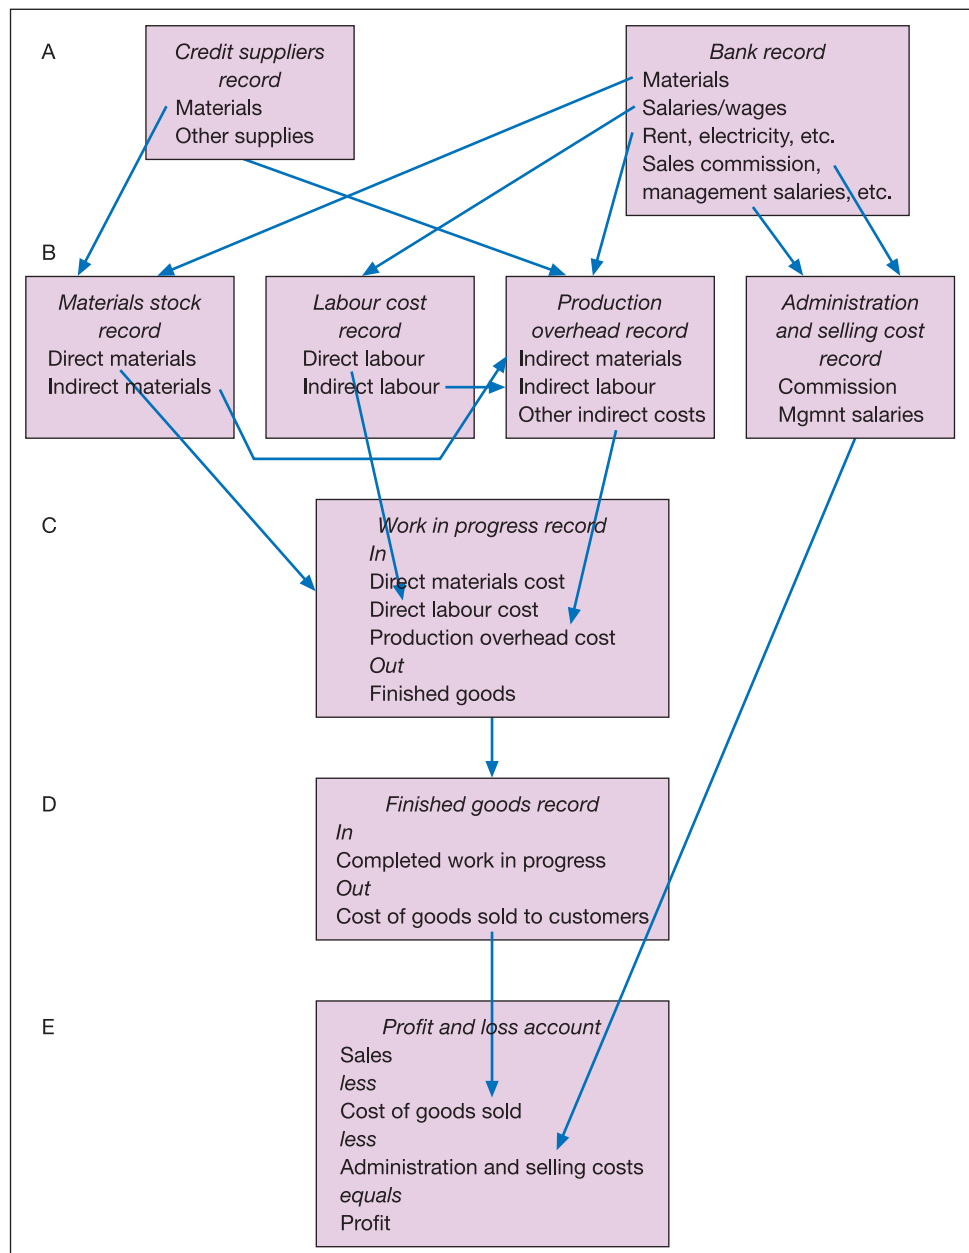 A
Credit suppliers
record
Materials
Other supplies
Bank record
Materials
Salaries/wages
Rent, electricity, etc.
Sales commission,
management salaries, etc.
B
Materials stock
record
Direct materials
Indirect materials
Labour cost
record
Direct labour
Indirect labour
Production
overhead record
Indirect materials
Indirect labour
Other indirect costs
Administration
and selling cost
record
Commission
Mgmnt salaries
C
Work in progress record
In
Direct materials cost
Direct labour cost
Production overhead cost
Out
Finished goods
D
Finished goods record
In
Completed work in progress
Out
Cost of goods sold to customers
E
Profit and loss account
Sales
less
Cost of goods sold
less
Administration and selling costs
equals
Profit